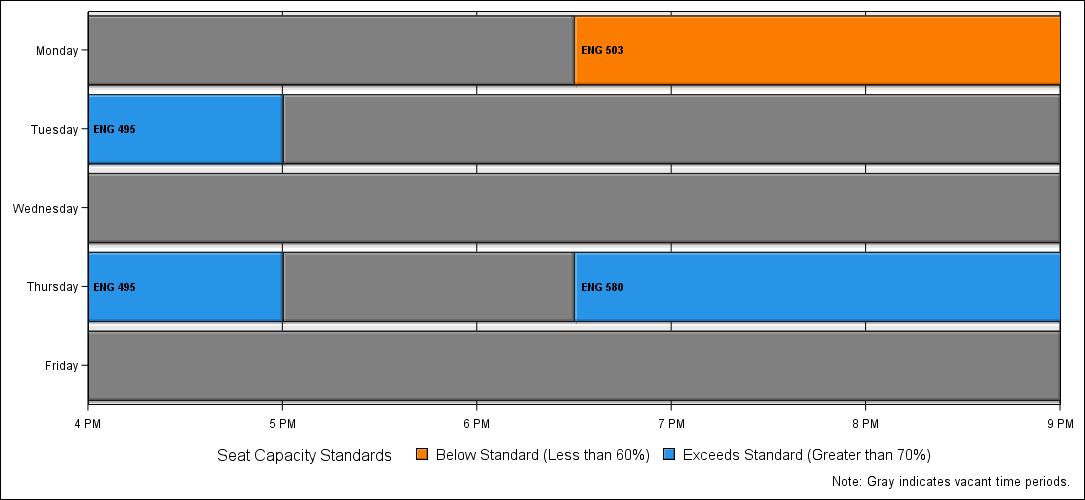 Monday
ENG 503
Tuesday
ENG 495
Wednesday
Thursday
ENG 495
ENG 580
Friday
4 PM 5 PM 6 PM 7 PM 8 PM 9 PM
Seat Capacity Standards Below Standard (Less than 60%) Exceeds Standard (Greater than 70%)
Note: Gray indicates vacant time periods.